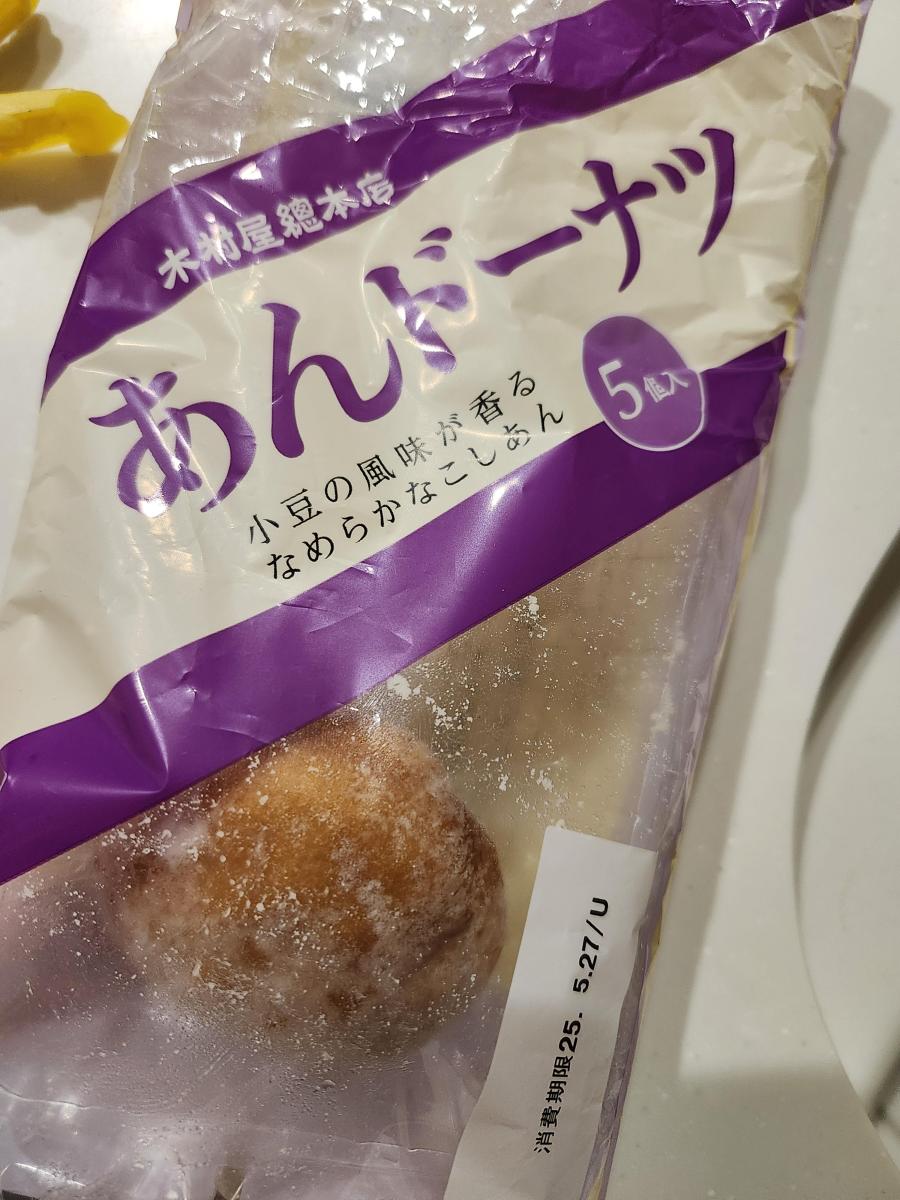 木村屋總本店
あんドーナツ
小豆の風味が香る
なめらかなこしあん
5個入
消費期限25. 5.27/U